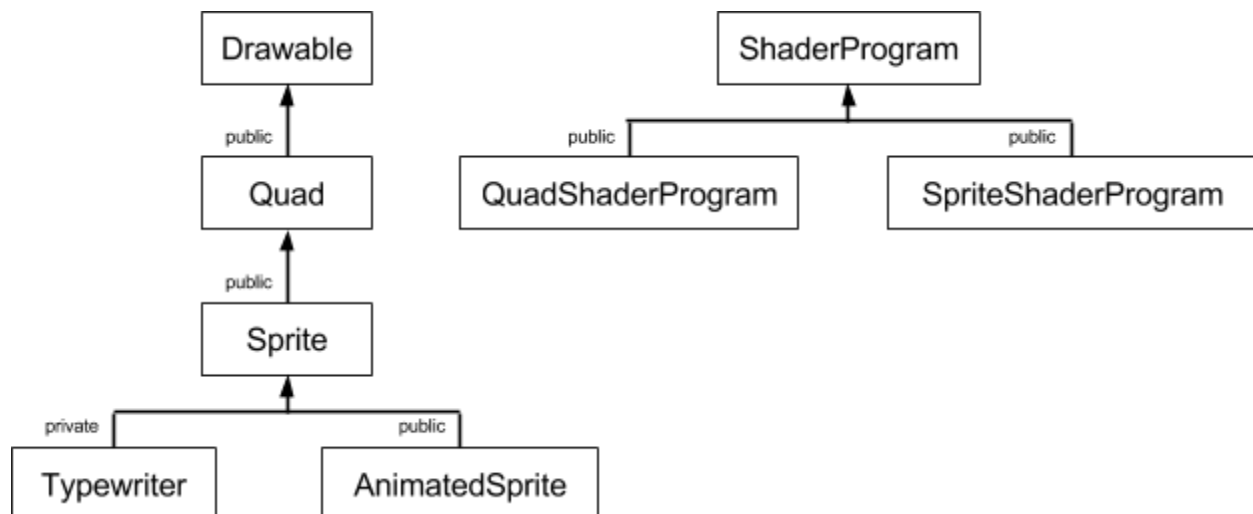 Drawable
ShaderProgram
public
public
public
Quad
QuadShaderProgram
SpriteShaderProgram
public
Sprite
private
public
Typewriter
AnimatedSprite